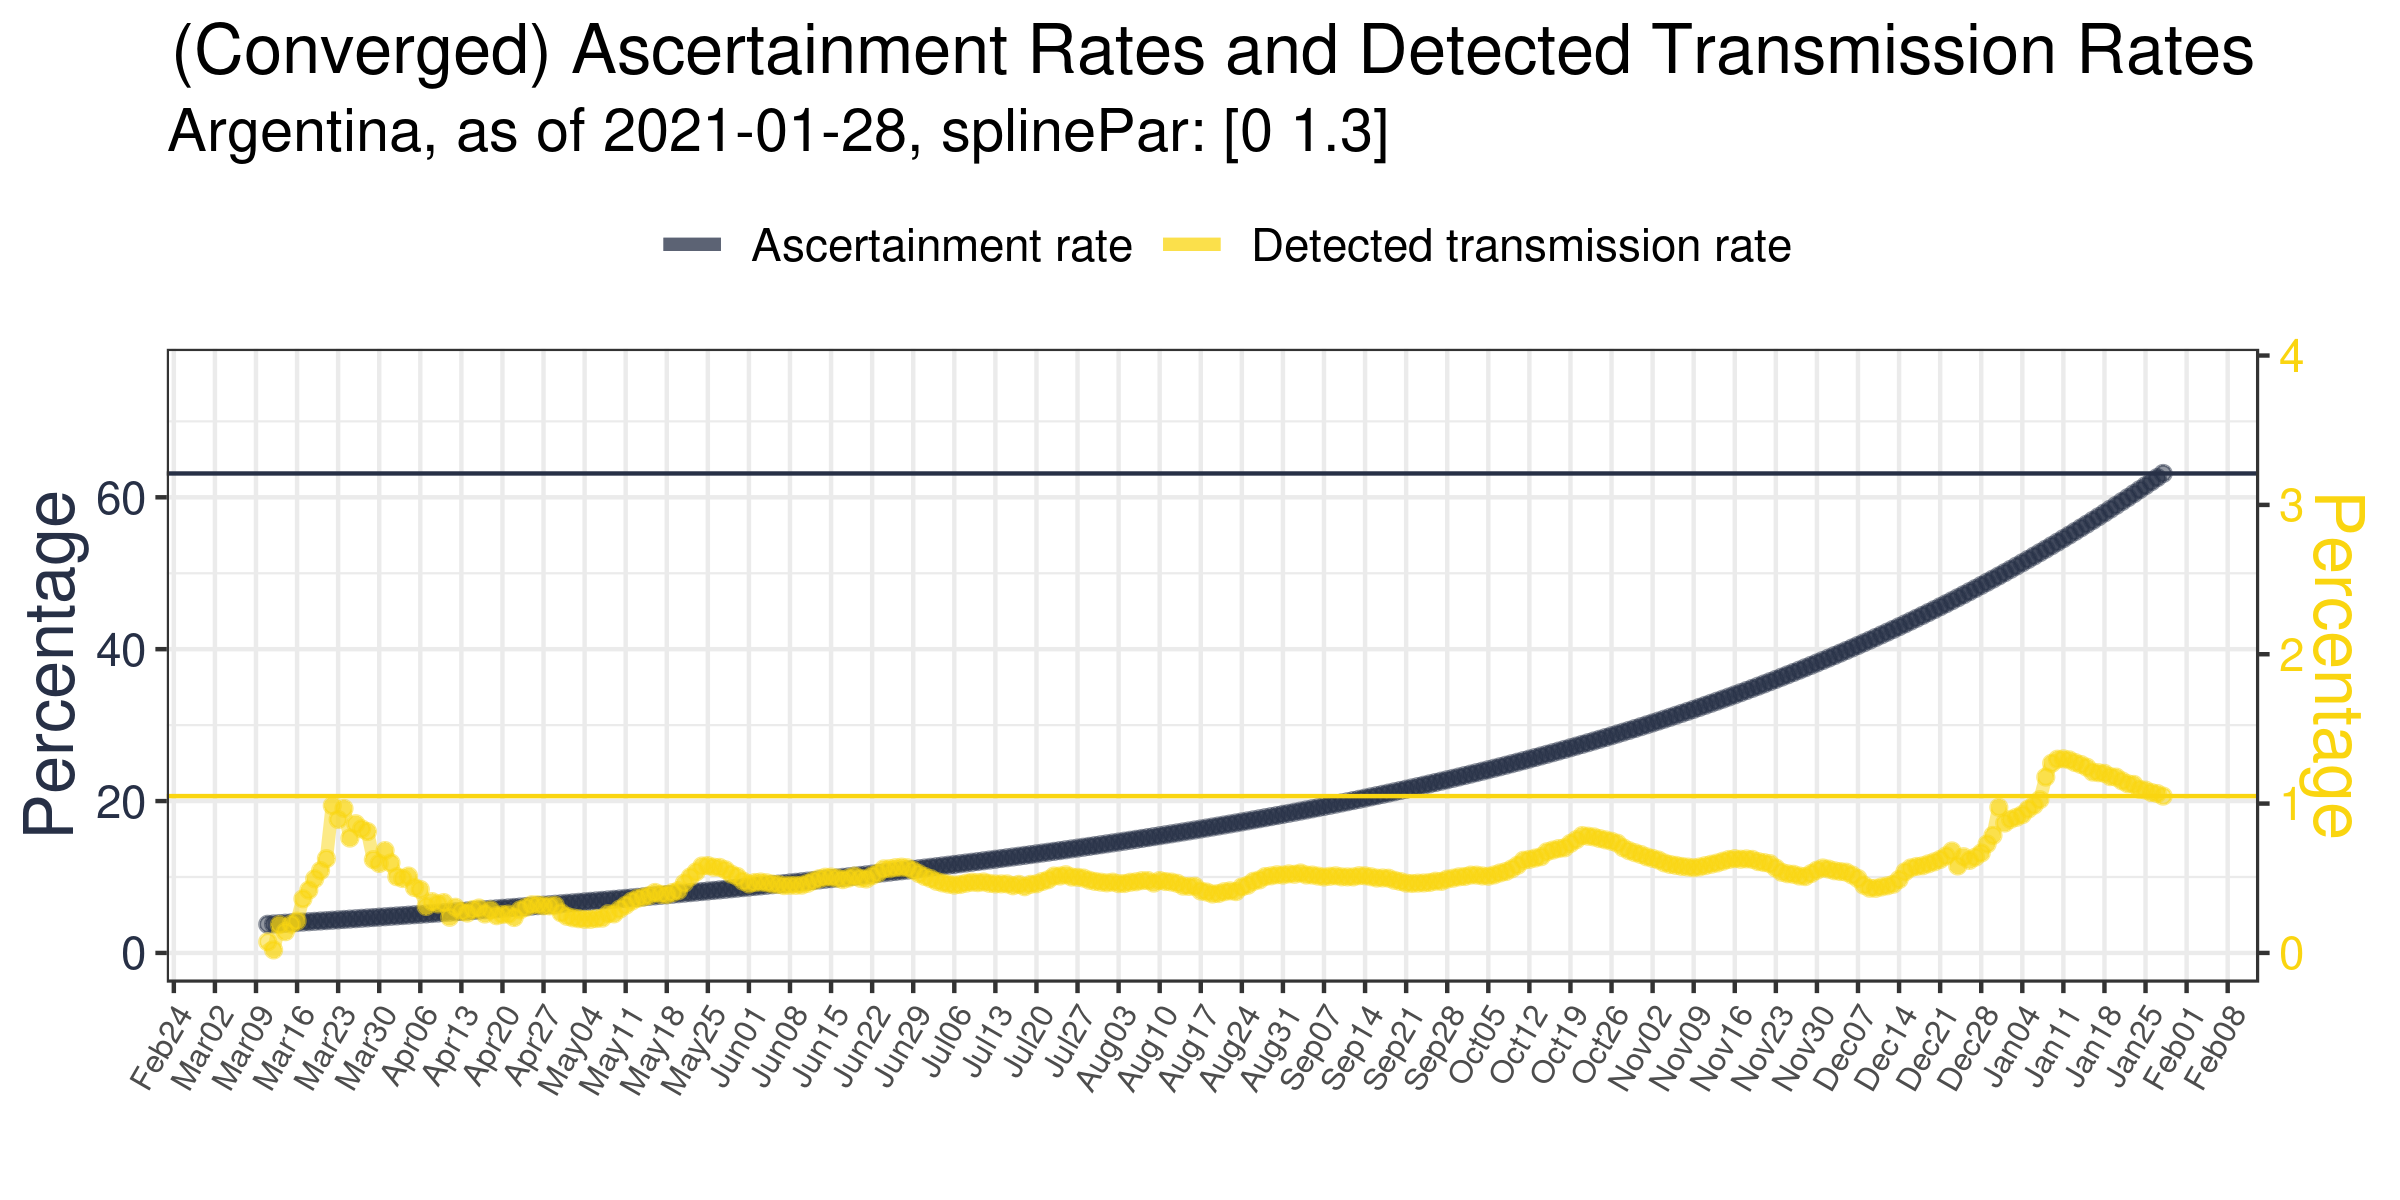 (Converged) Ascertainment Rates and Detected Transmission Rates
Argentina, as of 2021-01-28, splinePar: [0 1.3]
Ascertainment rate
Detected transmission rate
Percentage
60
40
20
0
4
3
2
1
0
Percentage
Feb24
Mar02
Mar09
Mar16
Mar23
Mar30
Apr06
Apr13
Apr20
Apr27
May04
May11
May18
May25
Jun01
Jun08
Jun15
Jun22
Jun29
Jul06
Jul13
Jul20
Jul27
Aug03
Aug10
Aug17
Aug24
Aug31
Sep07
Sep14
Sep21
Sep28
Oct05
Oct12
Oct19
Oct26
Nov02
Nov09
Nov16
Nov23
Nov30
Dec07
Dec14
Dec21
Dec28
Jan04
Jan11
Jan18
Jan25
Feb01
Feb08